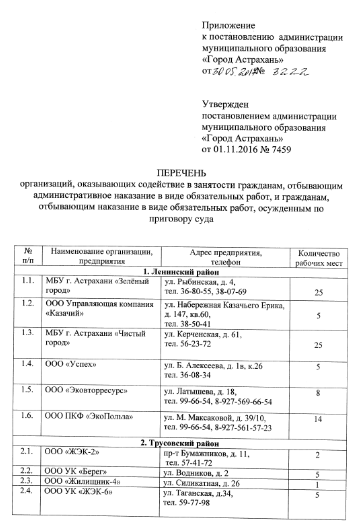 Приложение
к постановлению администрации
муниципального образования
«Город Астрахань»
от 30.05. № 3222
Утвержден
постановлением администрации
муниципального образования
«Город Астрахань»
от 01.11.2016 № 7459
ПЕРЕЧЕНЬ
организаций, оказывающих содействие в занятости гражданам, отбывающим
административное наказание в виде обязательных работ, и гражданам,
отбывающим наказание в виде обязательных работ, осужденным по
приговору суда
№ Наименование организации, Адрес предприятия, Количество
п/п предприятия телефон рабочих мест
1. Ленинский район
1.1. МБУ г. Астрахани «Зелёный ул. Рыбинская, д. 4,
город» тел. 36-80-55, 38-07-69 25
1.2. ООО Управляющая компания ул. Набережная Казачьего Ерика, 5
«Казачий» д. 147, кв.60,
тел. 38-50-41
1.3. МБУ г. Астрахани «Чистый ул. Керченская, д. 61,
город» тел. 56-23-72 25
1.4. ООО «Успех» ул. Б. Алексеева, д. 1в, к.26 5
тел. 36-08-34
1.5. ООО «Эковторресурс» ул. Латышева, д. 18, 8
тел. 99-66-54, 8-927-569-66-54
1.6. ООО ПКФ «ЭкоПольза» ул. М. Максаковой, д. 39/10, 14
тел. 99-66-54, 8-927-561-57-23
2. Трусовский район
2.1. ООО «ЖЭК-2» пр-т Бумажников, д. 11, 2
тел. 57-41-72
2.2. ООО УК «Берег» ул. Водников, д. 2 5
2.3. ООО «Жилищник-4» ул. Силикатная, д. 26 1
2.4. ООО УК «ЖЭК-6» ул. Таганская, д.34, 5
тел. 59-77-98